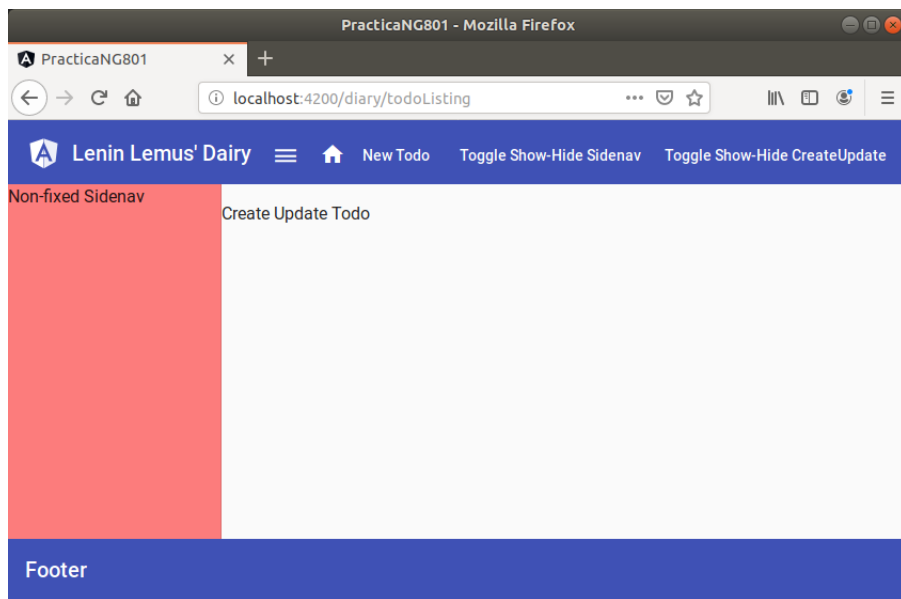 PracticaNG801 - Mozilla Firefox
PracticaNG801
localhost:4200/diary/todoListing
Lenin Lemus' Dairy New Todo Toggle Show-Hide Sidenav Toggle Show-Hide CreateUpdate
Non-fixed Sidenav
Create Update Todo
Footer